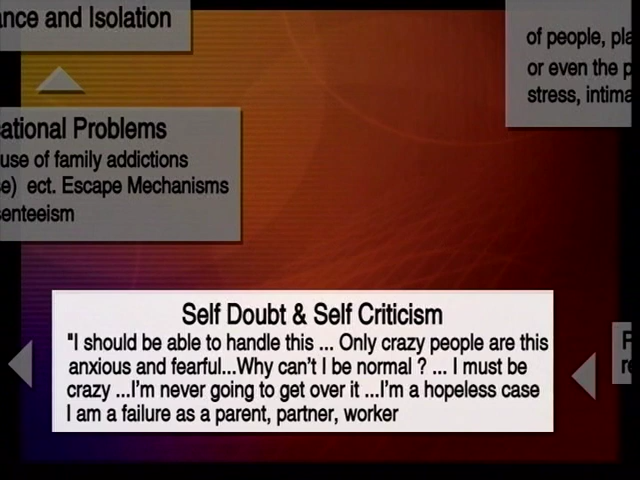 nce and Isolation
of people, pla
or even the p
stress, intima
ational Problems
use of family addictions
e) ect. Escape Mechanisms
enteeism
Self Doubt & Self Criticism
"I should be able to handle this ... Only crazy people are this
anxious and fearful...Why can't I be normal ? ... I must be
crazy ...I'm never going to get over it ...I'm a hopeless case
I am a failure as a parent, partner, worker
re